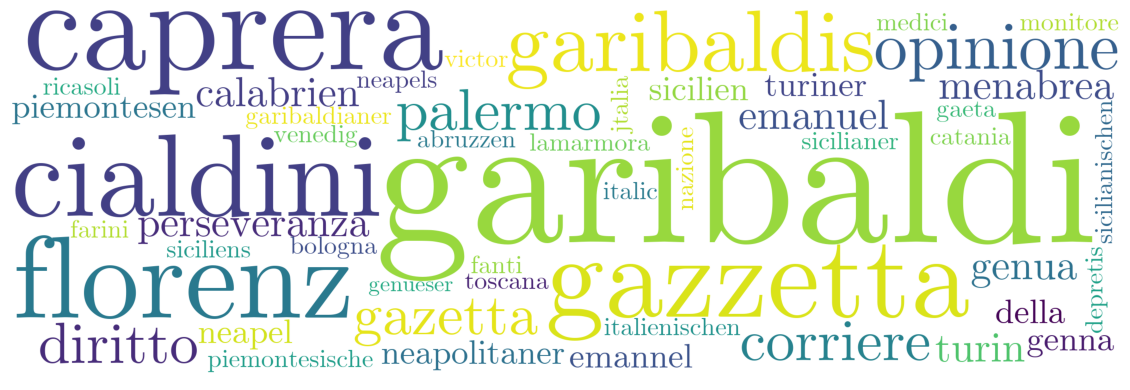 caprera
victor
garibaldis
medici
monitore
opinione
ricasoli
calabrien
neapels
piemontesen
garibaldianer
venedig
palermo
abruzzen
jtalia
sicilien
turiner
menabrea
emanuel
gaeta
lamarmora
sicilianer
catania
sicilianischen
cialdini
garibaldi
italic
nazione
farini
perseveranza
siciliens
bologna
florenz
genueser
fanti
toscana
gazzetta
genua
depretis
diritto
neapel
gazetta
italienischen
della
piemontesische
neapolitaner
emannel
corriere
turin
genna